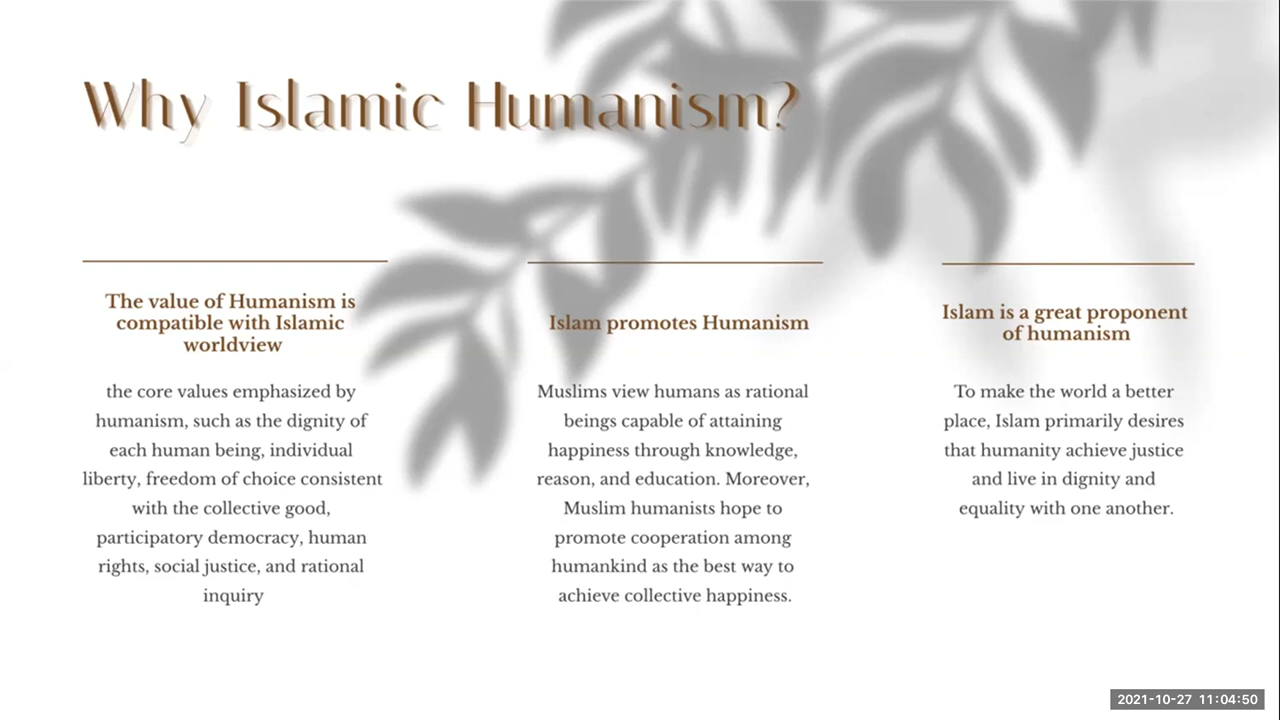 Why Islamic Humanism?
The value of Humanism is
compatible with Islamic
worldview
the core values emphasized by
humanism, such as the dignity of
each human being, individual
liberty, freedom of choice consistent
with the collective good,
participatory democracy, human
rights, social justice, and rational
inquiry
Islam promotes Humanism
Muslims view humans as rational
beings capable of attaining
happiness through knowledge,
reason, and education. Moreover,
Muslim humanists hope to
promote cooperation among
humankind as the best way to
achieve collective happiness.
Islam is a great proponent
of humanism
To make the world a better
place, Islam primarily desires
that humanity achieve justice
and live in dignity and
equality with one another.
2021-10-27 11:04:50